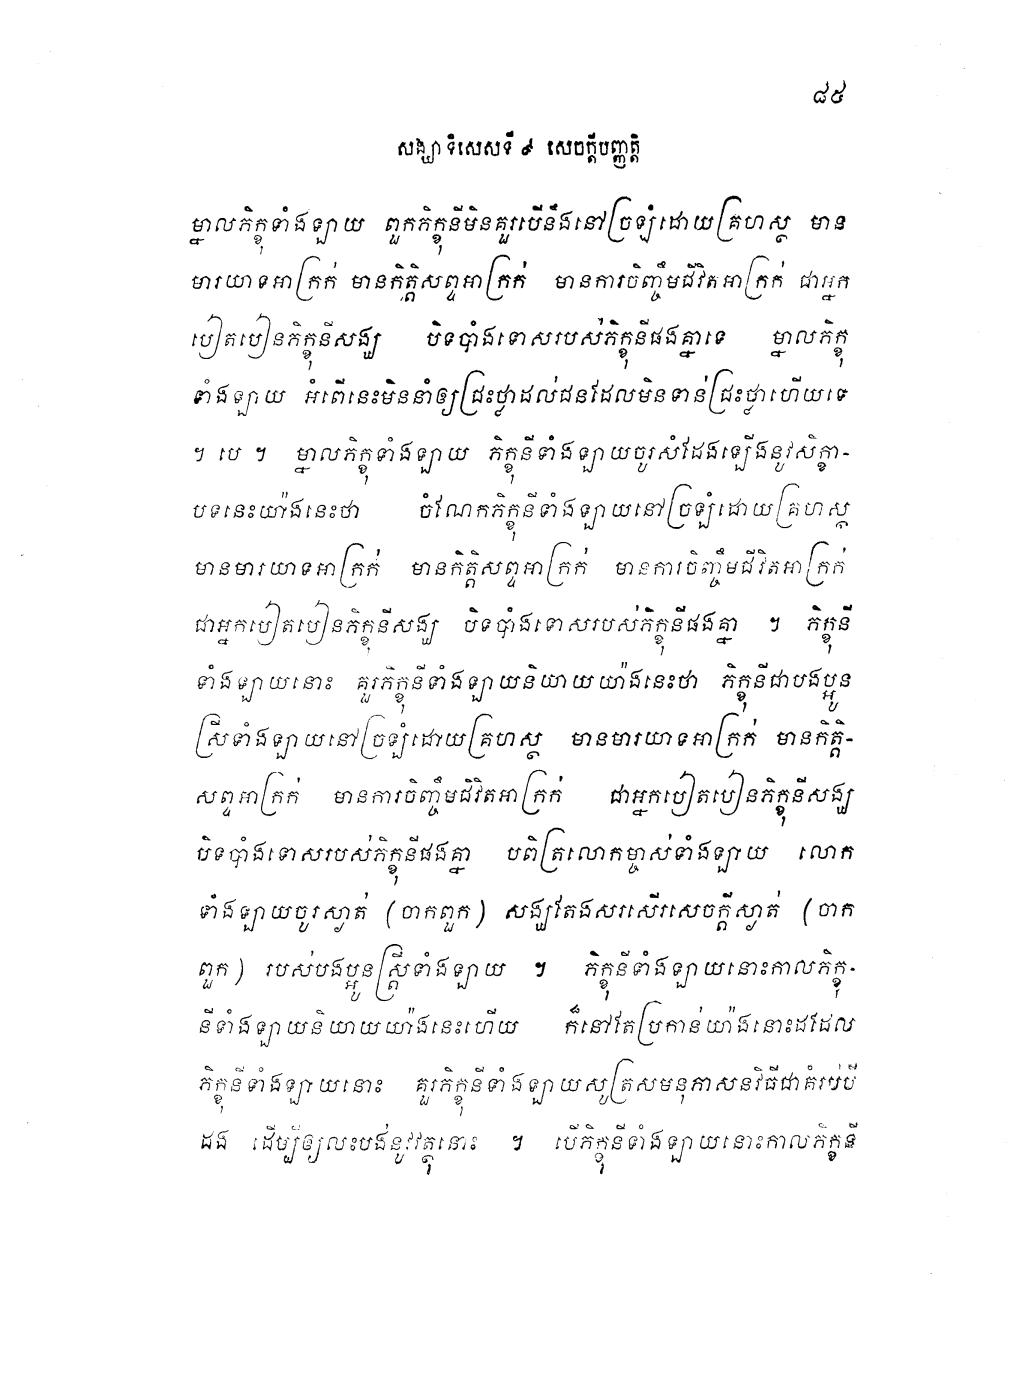 ៨៥
សង្ឃាទិសេសទី ៩ សេចក្តីបញ្ញត្តិ
ម្នាលភិក្ខុទាំងឡាយ ពួកភិក្ខុនីមិនគួរបើនឹងនៅច្រឡំដោយគ្រហស្ថ មាន
មារយាទអាក្រក់ មានកិត្តិសព្ទអាក្រក់ មានការចិញ្ចឹមជីវិតអាក្រក់ ជាអ្នក
បៀតបៀនភិក្ខុនីសង្ឃ បិទបាំងទោសរបស់ភិក្ខុនីផងគ្នាទេ ម្នាលភិក្ខុ
ទាំងឡាយ អំពើនេះមិននាំឲ្យជ្រះថ្លាដល់ជនដែលមិនទាន់ជ្រះថ្លាហើយទេ
។ បេ ។ ម្នាលភិក្ខុទាំងឡាយ ភិក្ខុនីទាំងឡាយចូរសំដែងឡើងនូវសិក្ខា-
បទនេះយ៉ាងនេះថា ចំណែកភិក្ខុនីទាំងឡាយនៅច្រឡំដោយគ្រហស្ថ
មានមារយាទអាក្រក់ មានកិត្តិសព្ទអាក្រក់ មានការចិញ្ចឹមជីវិតអាក្រក់
ជាអ្នកបៀតបៀនភិក្ខុនីសង្ឃ បិទបាំងទោសរបស់ភិក្ខុនីផងគ្នា ។ ភិក្ខុនី
ទាំងឡាយនោះ គួរភិក្ខុនីទាំងឡាយនិយាយយ៉ាងនេះថា ភិក្ខុនីជាបងប្អូន
ស្រីទាំងឡាយនៅច្រឡំដោយគ្រហស្ថ មានមារយាទអាក្រក់ មានកិត្តិ-
សព្ទអាក្រក់ មានការចិញ្ចឹមជីវិតអាក្រក់ ជាអ្នកបៀតបៀនភិក្ខុនីសង្ឃ
បិទបាំងទោសរបស់ភិក្ខុនីផងគ្នា បពិត្រលោកម្ចាស់ទាំងឡាយ លោក
ទាំងឡាយចូរស្ងាត់ (ចាកពួក) សង្ឃតែងសរសើរសេចក្តីស្ងាត់ (ចាក
ពួក) របស់បងប្អូនស្ត្រីទាំងឡាយ ។ ភិក្ខុនីទាំងឡាយនោះកាលភិក្ខុ-
នីទាំងឡាយនិយាយយ៉ាងនេះហើយ ក៏នៅតែប្រកាន់យ៉ាងនោះដដែល
ភិក្ខុនីទាំងឡាយនោះ គួរភិក្ខុនីទាំងឡាយសូត្រសមនុភាសនវិធីជាគំរប់បី
ដង ដើម្បីឲ្យលះបង់នូវវត្ថុនោះ ។ បើភិក្ខុនីទាំងឡាយនោះកាលភិក្ខុនី